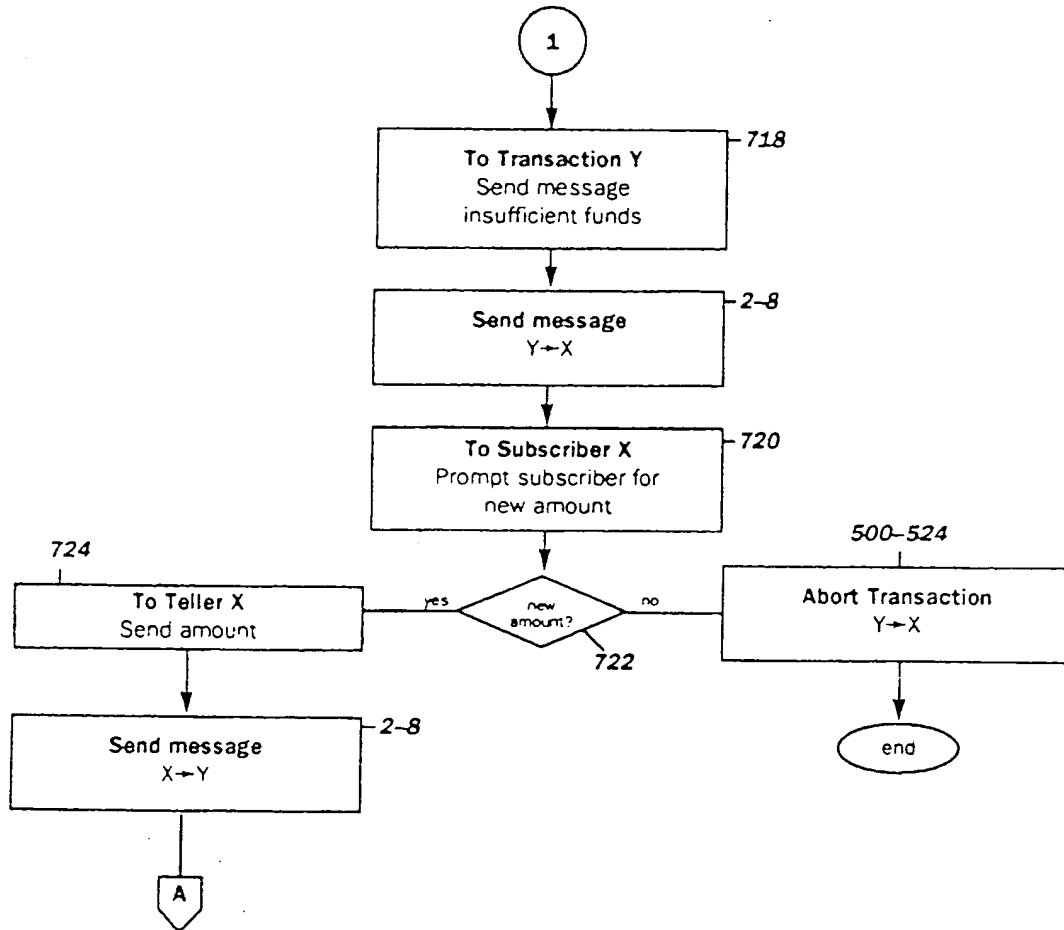 1
718
To Transaction Y
Send message
insufficient funds
2-8
Send message
Y→X
720
To Subscriber X
Prompt subscriber for
new amount
500-524
Abort Transaction
Y→X
724
To Teller X
Send amount
yes
new
amount?
no
722
2-8
Send message
X→Y
end
A